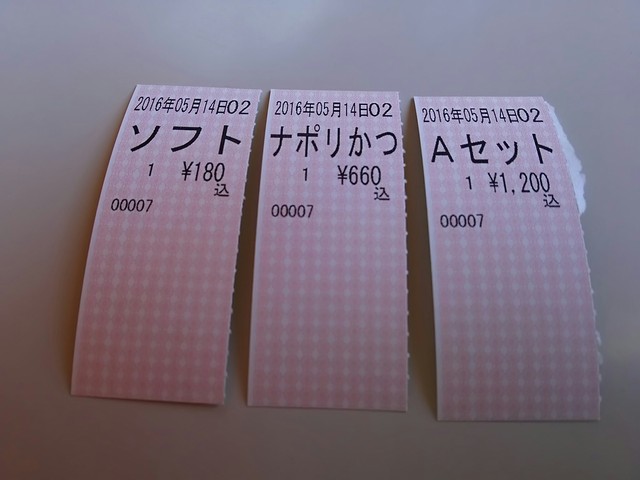 2016年05月14日02
ソフト
1 ¥180
込
00007
2016年05月14日02
ナポリかつ
1 ¥660
込
00007
2016年05月14日02
Aセット
1 ¥1,200
込
00007